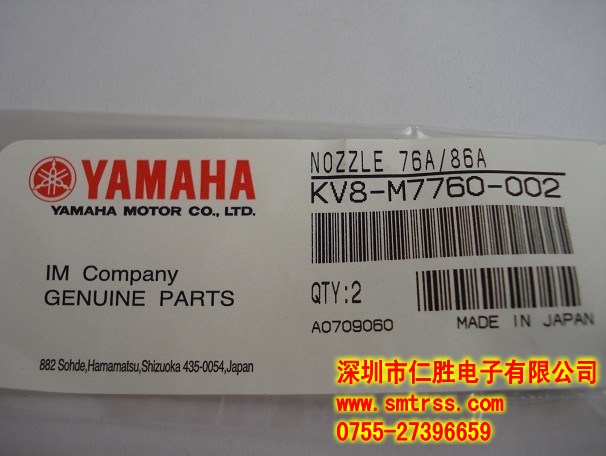 YAMAHA
YAMAHA MOTOR CO., LTD.
IM Company
GENUINE PARTS
882 Sohde,Hamamatsu,Shizuoka 435-0054,Japan
NOZZLE 76A/86A
KV8-M7760-002
QTY:2
A0709060 MADE IN JAPAN
深圳市仁胜电子有限公司
www.smtrss.com
0755-27396659